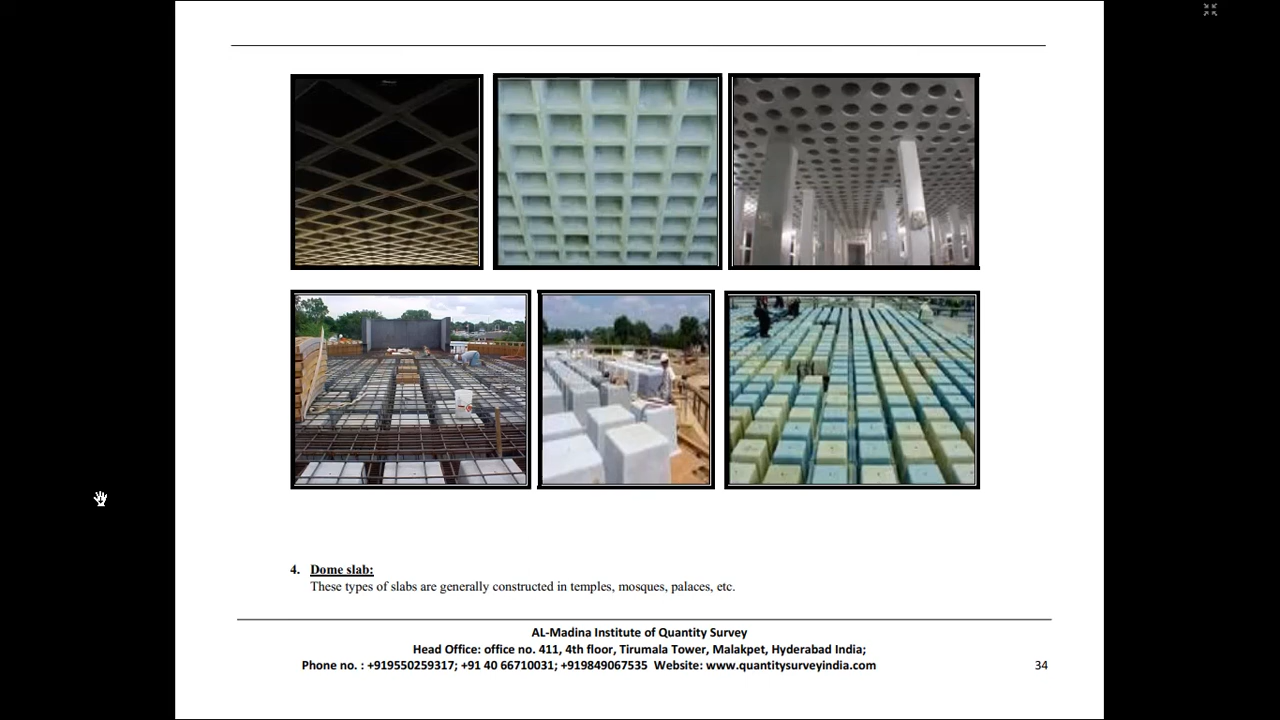 4. Dome slab:
These types of slabs are generally constructed in temples, mosques, palaces, etc.
AL-Madina Institute of Quantity Survey
Head Office: office no. 411, 4th floor, Tirumala Tower, Malakpet, Hyderabad India;
Phone no. : +919550259317; +91 40 66710031; +919849067535 Website: www.quantitysurveyindia.com
34